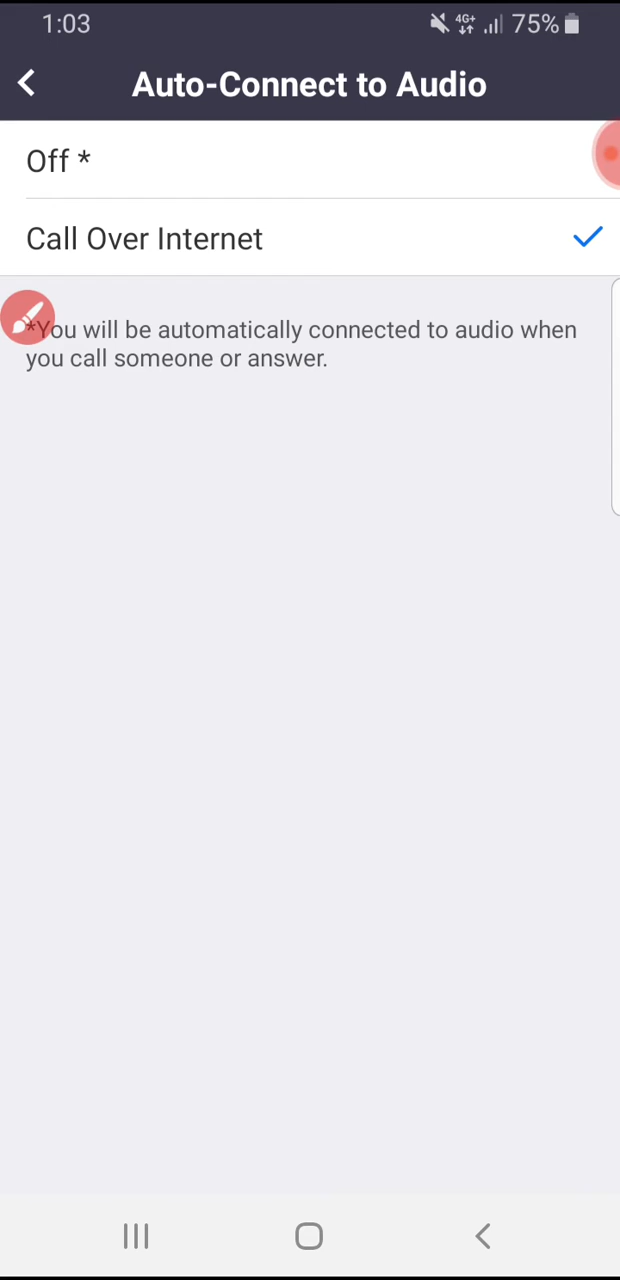 1:03
4G+ 75%
Auto-Connect to Audio
Off *
Call Over Internet
*You will be automatically connected to audio when
you call someone or answer.